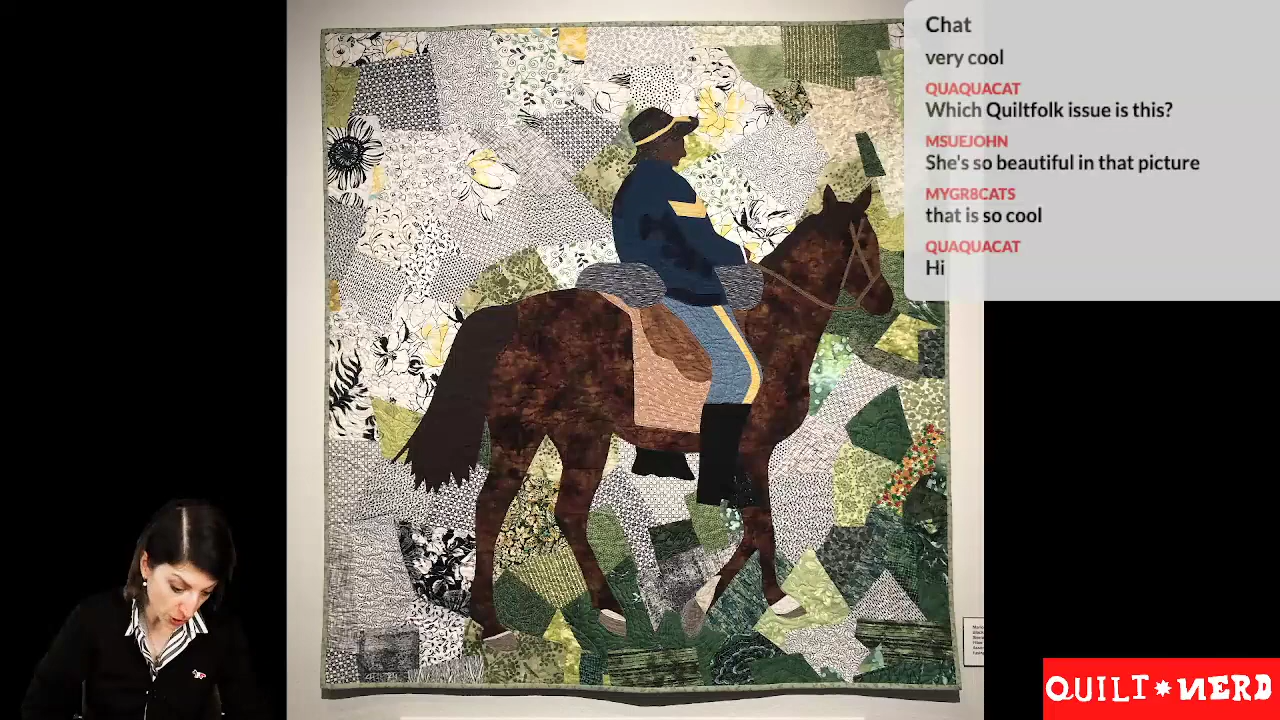 Chat
very cool
QUAQUACAT
Which Quiltfolk issue is this?
MSUEJOHN
She's so beautiful in that picture
MYGR8CATS
that is so cool
QUAQUACAT
Hi
QUILT✷NERD